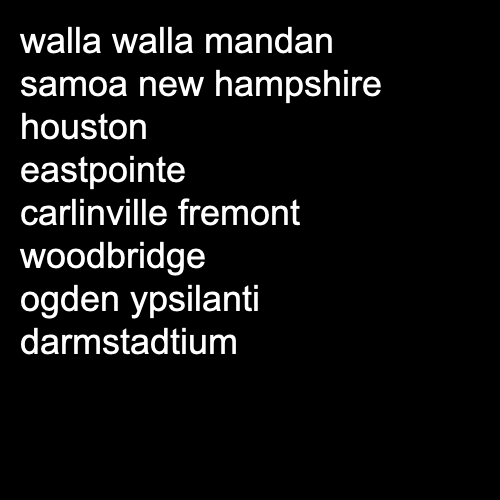 walla walla mandan
samoa new hampshire
houston
eastpointe
carlinville fremont
woodbridge
ogden ypsilanti
darmstadtium